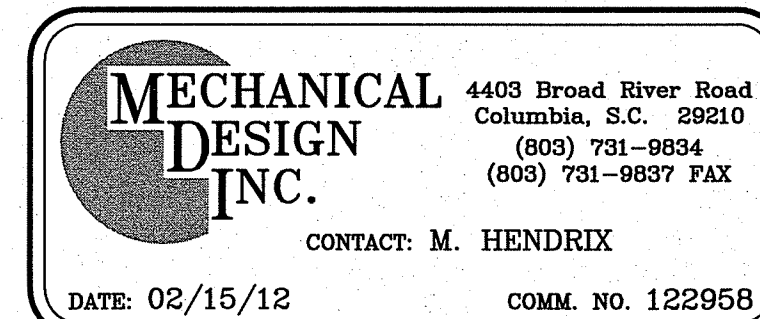 MECHANICAL
DESIGN
INC.
4403 Broad River Road
Columbia, S.C. 29210
(803) 731-9834
(803) 731-9837 FAX
CONTACT: M. HENDRIX
DATE: 02/15/12
COMM. NO. 122958